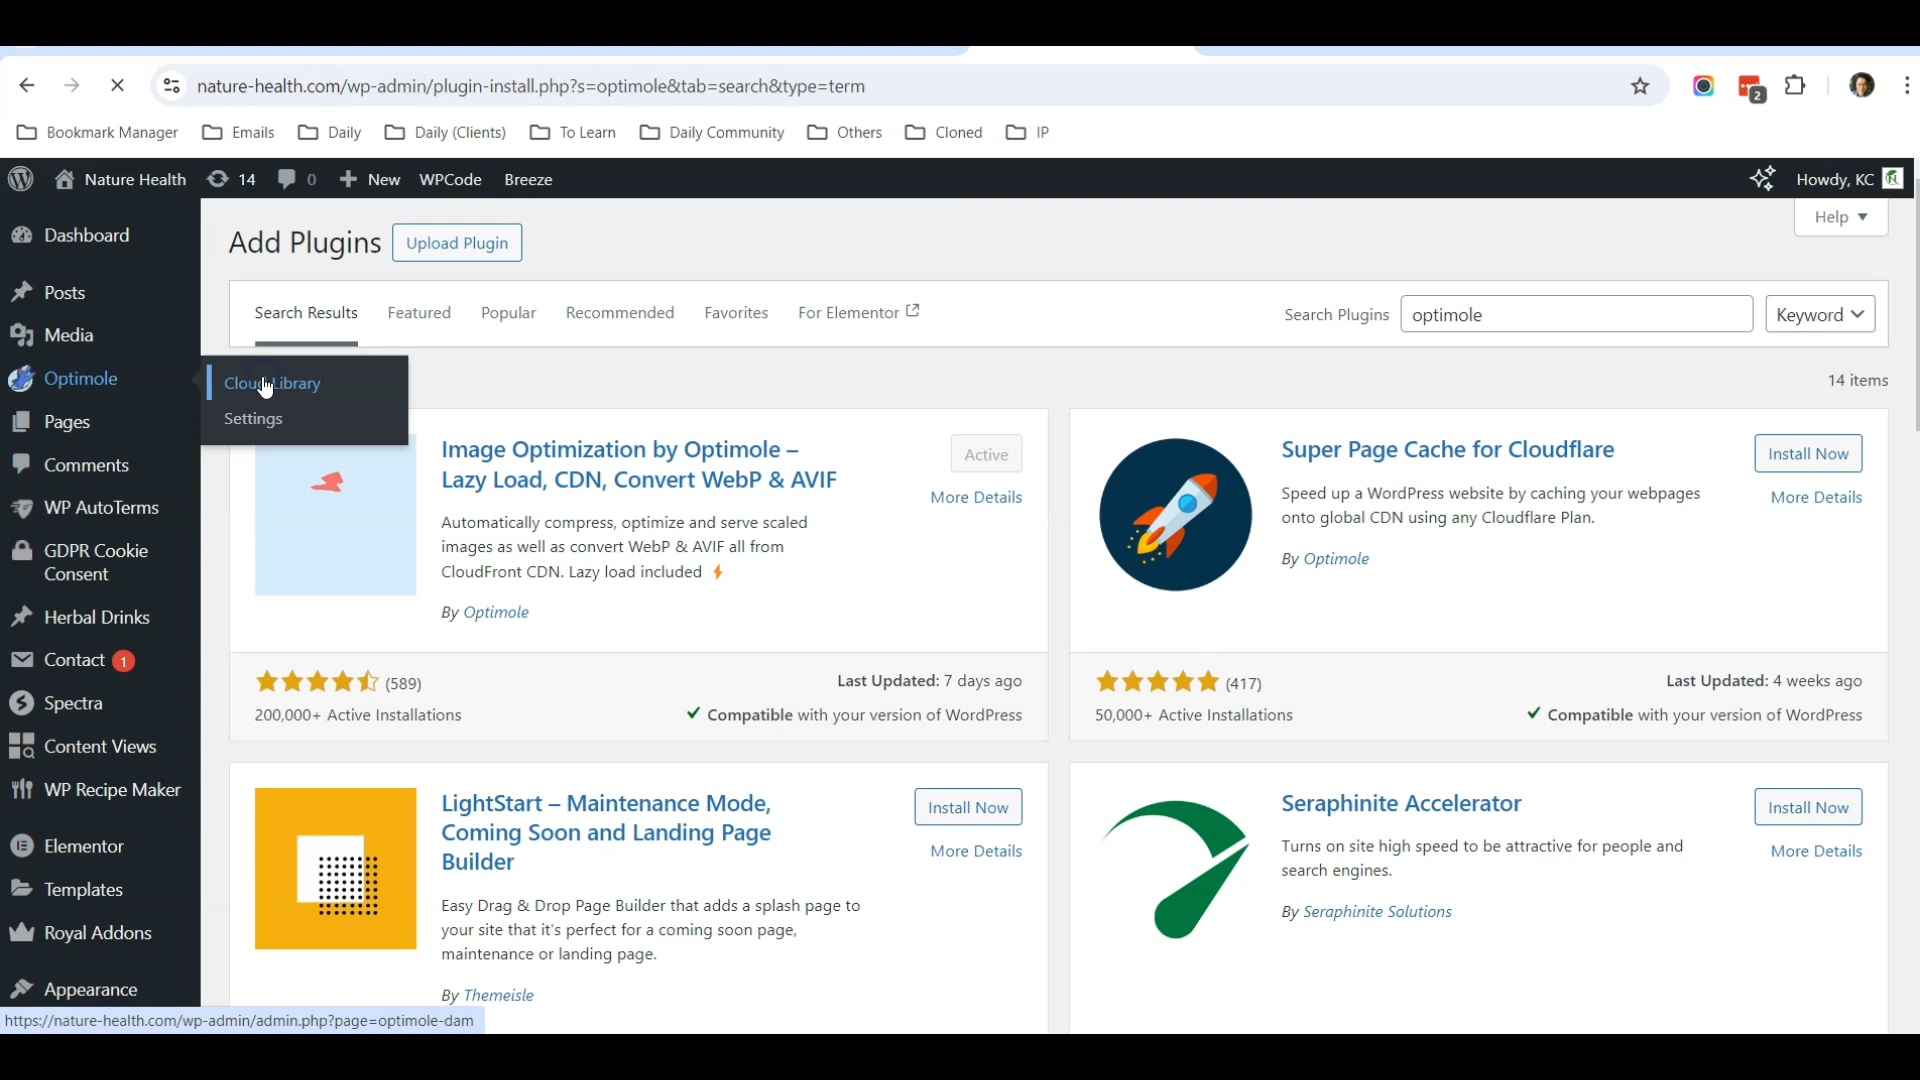 nature-health.com/wp-admin/plugin-install.php?s=optimole&tab=search&type=term
2
Bookmark Manager Emails Daily Daily (Clients) To Learn Daily Community Others Cloned IP
Nature Health 14 0 New WPCode Breeze Howdy, KC
Help
Dashboard
Posts
Media
Optimole
Cloud Library
Settings
Pages
Comments
WP AutoTerms
GDPR Cookie
Consent
Herbal Drinks
Contact 1
Spectra
Content Views
WP Recipe Maker
Elementor
Templates
Royal Addons
Appearance
Add Plugins Upload Plugin
Search Results Featured Popular Recommended Favorites For Elementor Search Plugins optimole Keyword
14 items
Image Optimization by Optimole –
Lazy Load, CDN, Convert WebP & AVIF
Active
More Details
Automatically compress, optimize and serve scaled
images as well as convert WebP & AVIF all from
CloudFront CDN. Lazy load included
By Optimole
(589)
200,000+ Active Installations
Last Updated: 7 days ago
Compatible with your version of WordPress
Super Page Cache for Cloudflare
Install Now
More Details
Speed up a WordPress website by caching your webpages
onto global CDN using any Cloudflare Plan.
By Optimole
(417)
50,000+ Active Installations
Last Updated: 4 weeks ago
Compatible with your version of WordPress
LightStart – Maintenance Mode,
Coming Soon and Landing Page
Builder
Install Now
More Details
Easy Drag & Drop Page Builder that adds a splash page to
your site that it's perfect for a coming soon page,
maintenance or landing page.
By Themeisle
Seraphinite Accelerator
Install Now
More Details
Turns on site high speed to be attractive for people and
search engines.
By Seraphinite Solutions
https://nature-health.com/wp-admin/admin.php?page=optimole-dam